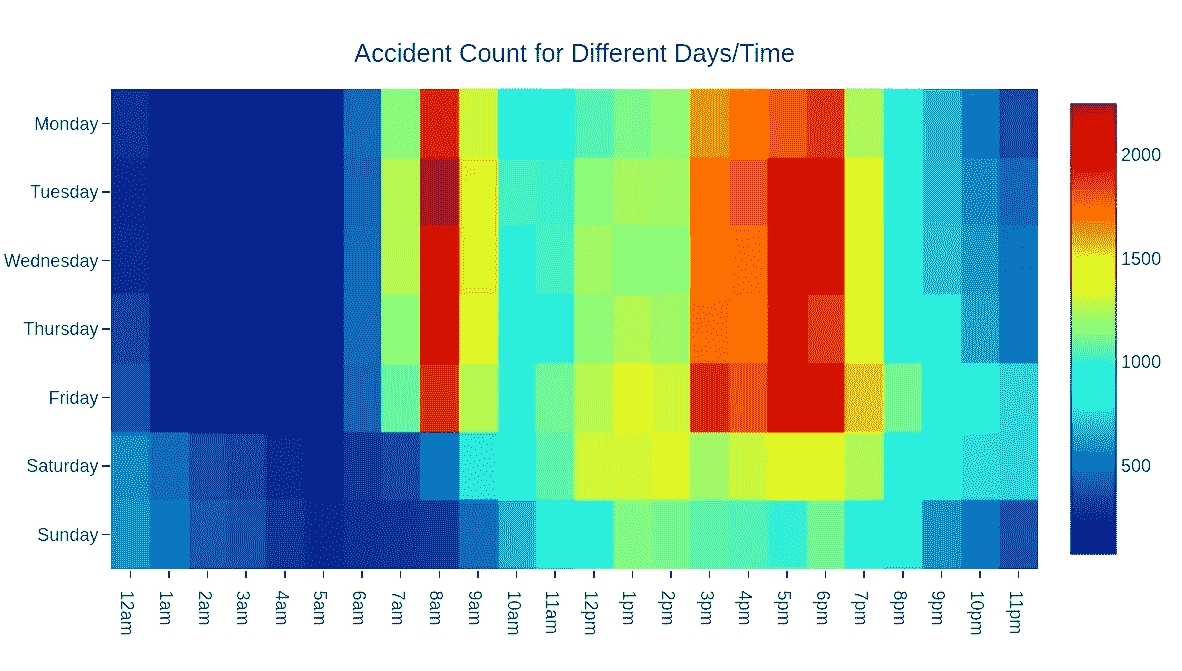 Accident Count for Different Days/Time
Monday
Tuesday
Wednesday
Thursday
Friday
Saturday
Sunday
2000
1500
1000
500
12am
1am
2am
3am
4am
5am
6am
7am
8am
9am
10am
11am
12pm
1pm
2pm
3pm
4pm
5pm
6pm
7pm
8pm
9pm
10pm
11pm